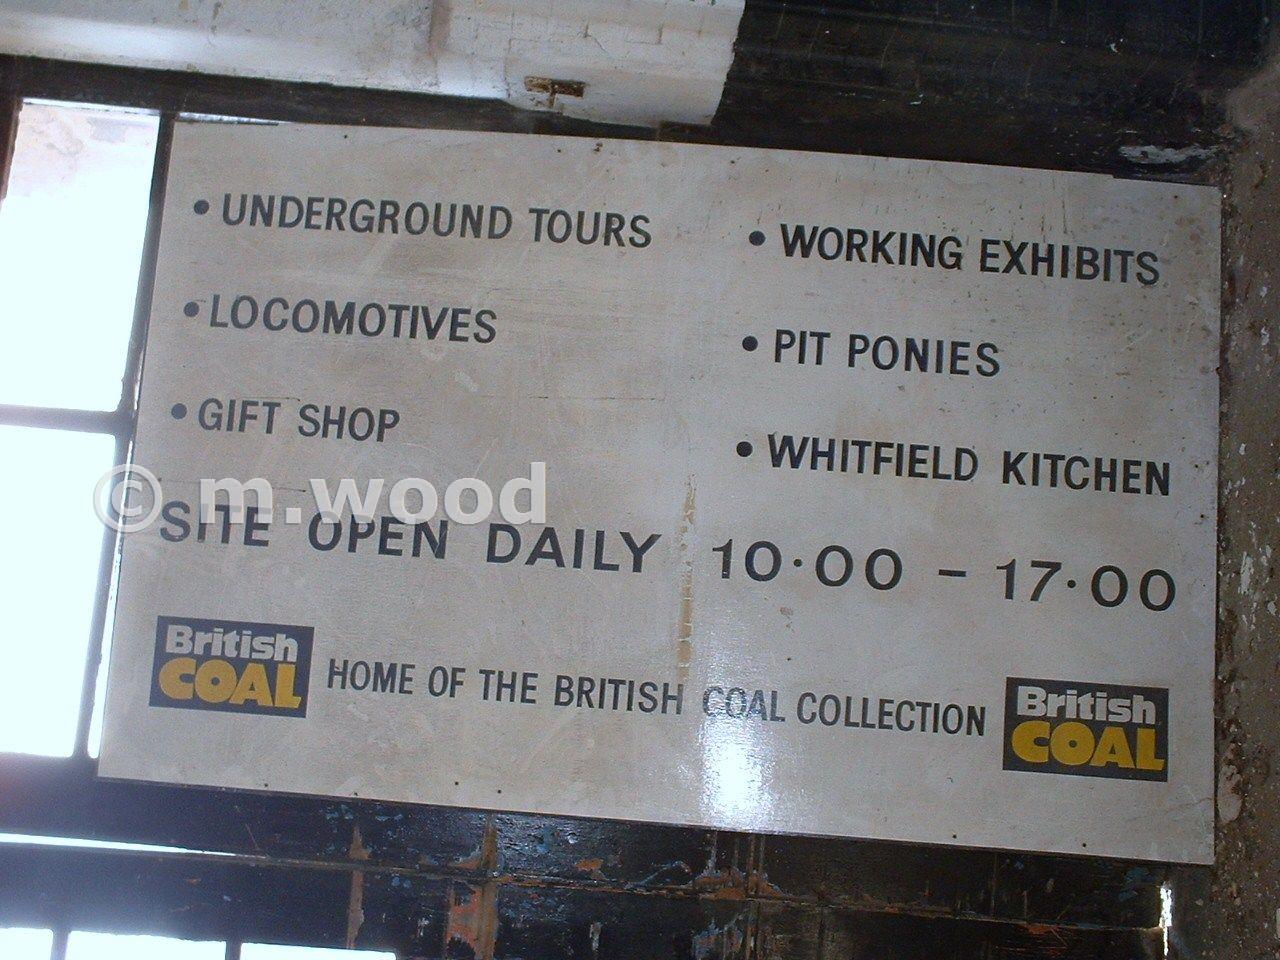 • UNDERGROUND TOURS
• WORKING EXHIBITS
• LOCOMOTIVES
• PIT PONIES
• GIFT SHOP
• WHITFIELD KITCHEN
© m.wood
SITE OPEN DAILY 10·00 – 17·00
British
COAL
HOME OF THE BRITISH COAL COLLECTION
British
COAL